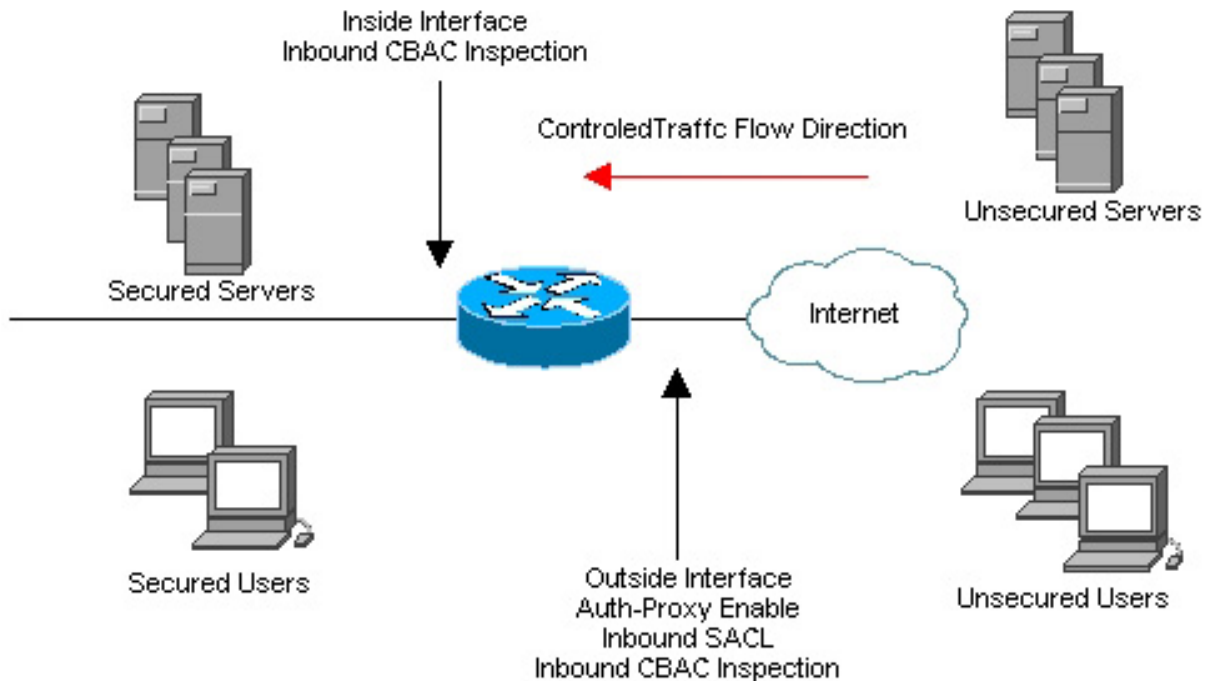 Inside Interface
Inbound CBAC Inspection
ControledTraffc Flow Direction
Unsecured Servers
Secured Servers
Internet
Secured Users
Unsecured Users
Outside Interface
Auth-Proxy Enable
Inbound SACL
Inbound CBAC Inspection